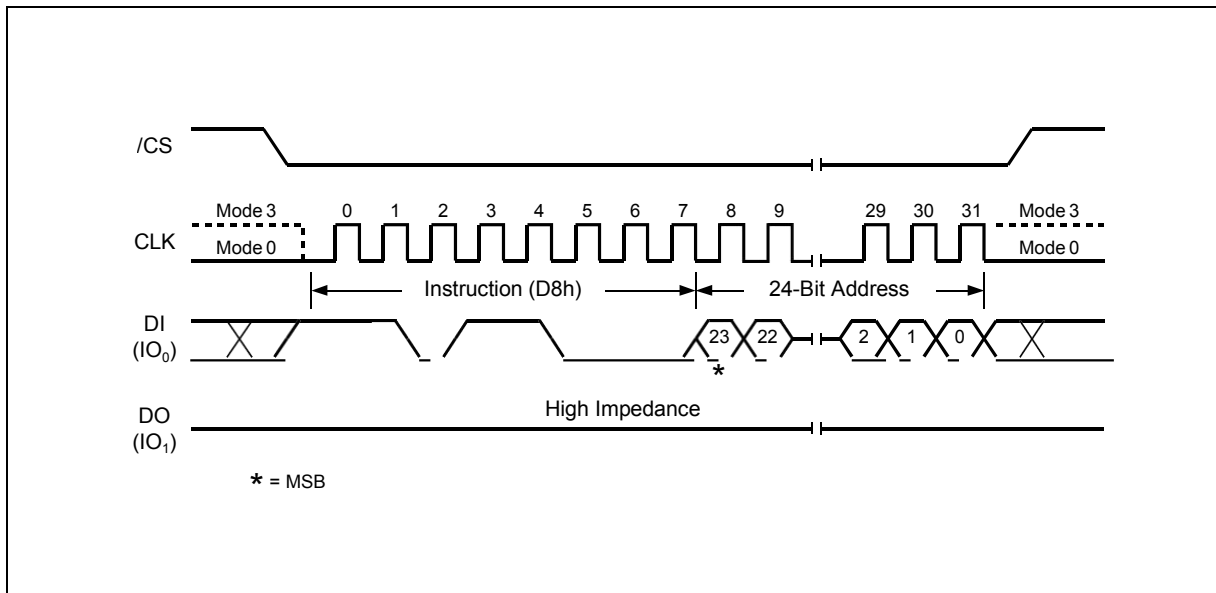 /CS
Mode 3 0 1 2 3 4 5 6 7 8 9 29 30 31 Mode 3
CLK Mode 0 Mode 0
Instruction (D8h) 24-Bit Address
DI
(IO₀)
23 22 2 1 0
*
High Impedance
DO
(IO₁)
* = MSB